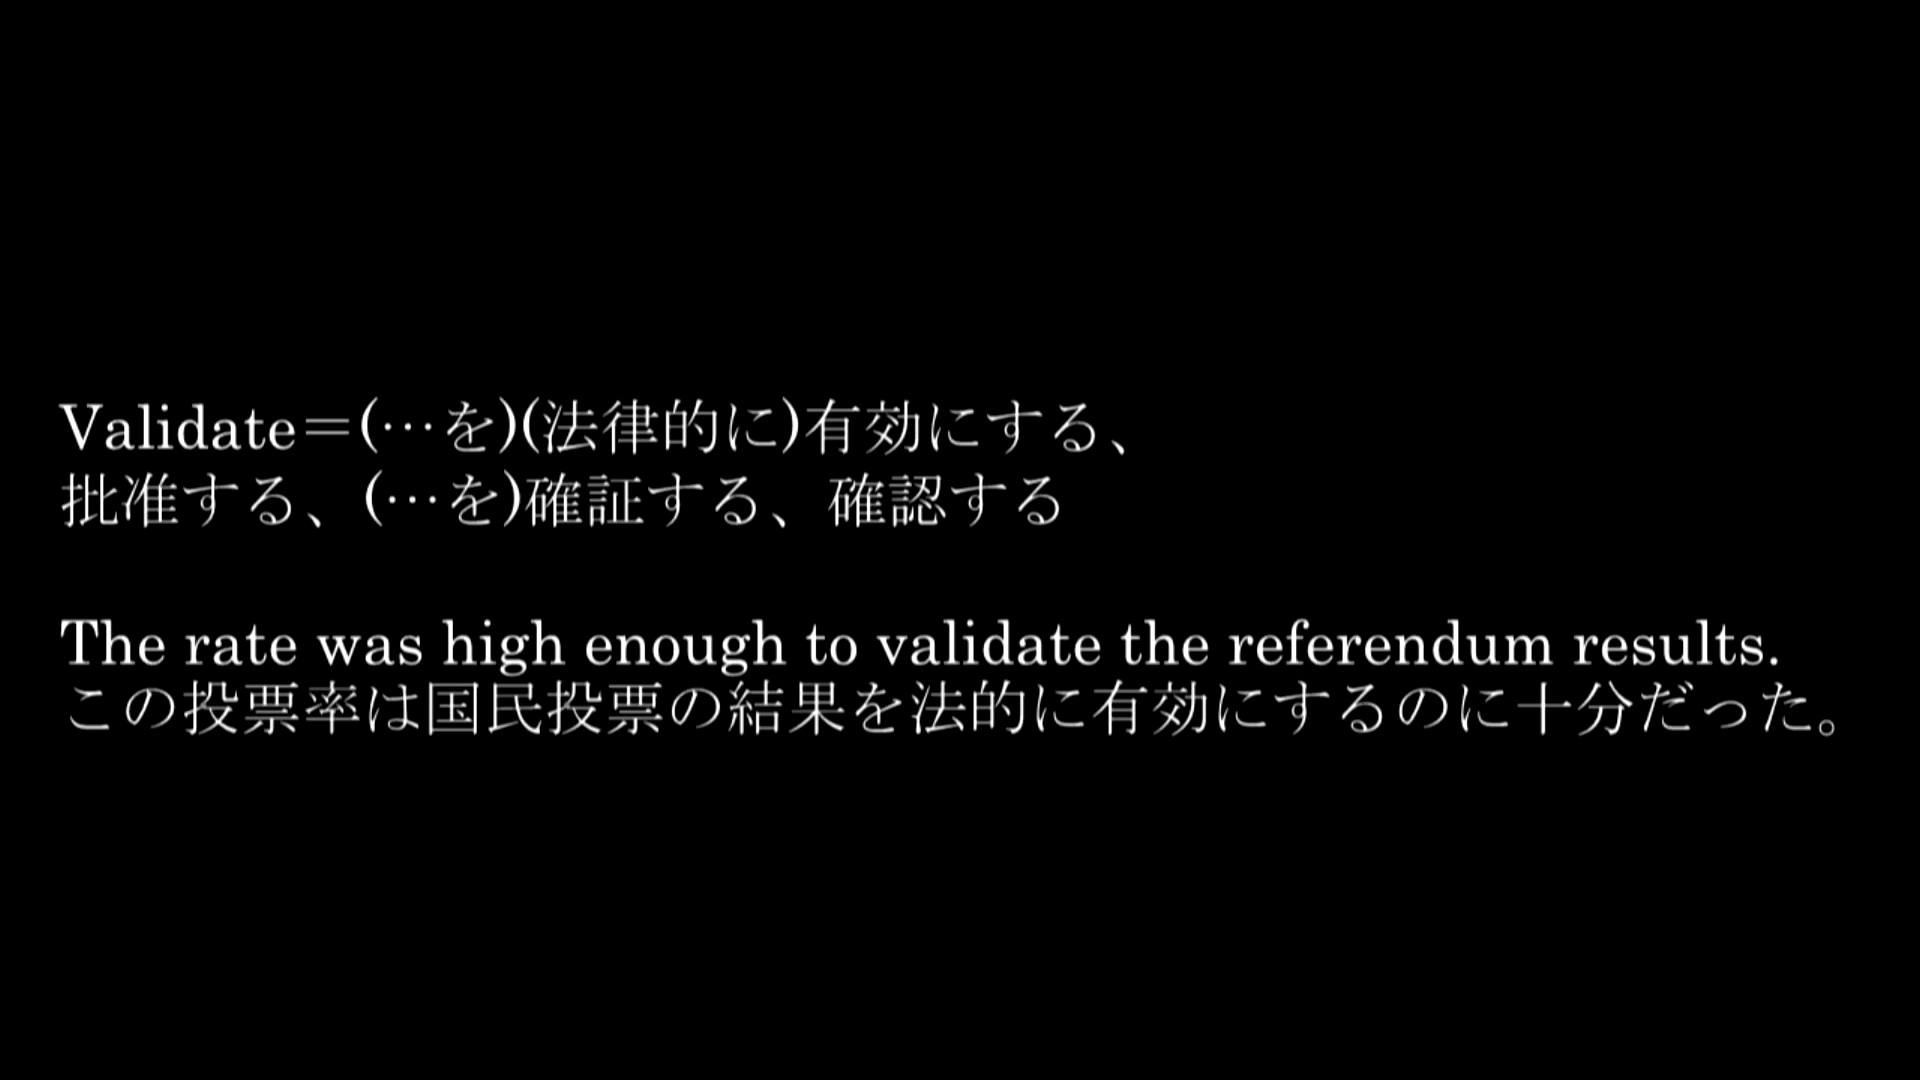 Validate＝(…を)(法律的に)有効にする、
批准する、(…を)確証する、確認する
The rate was high enough to validate the referendum results.
この投票率は国民投票の結果を法的に有効にするのに十分だった。